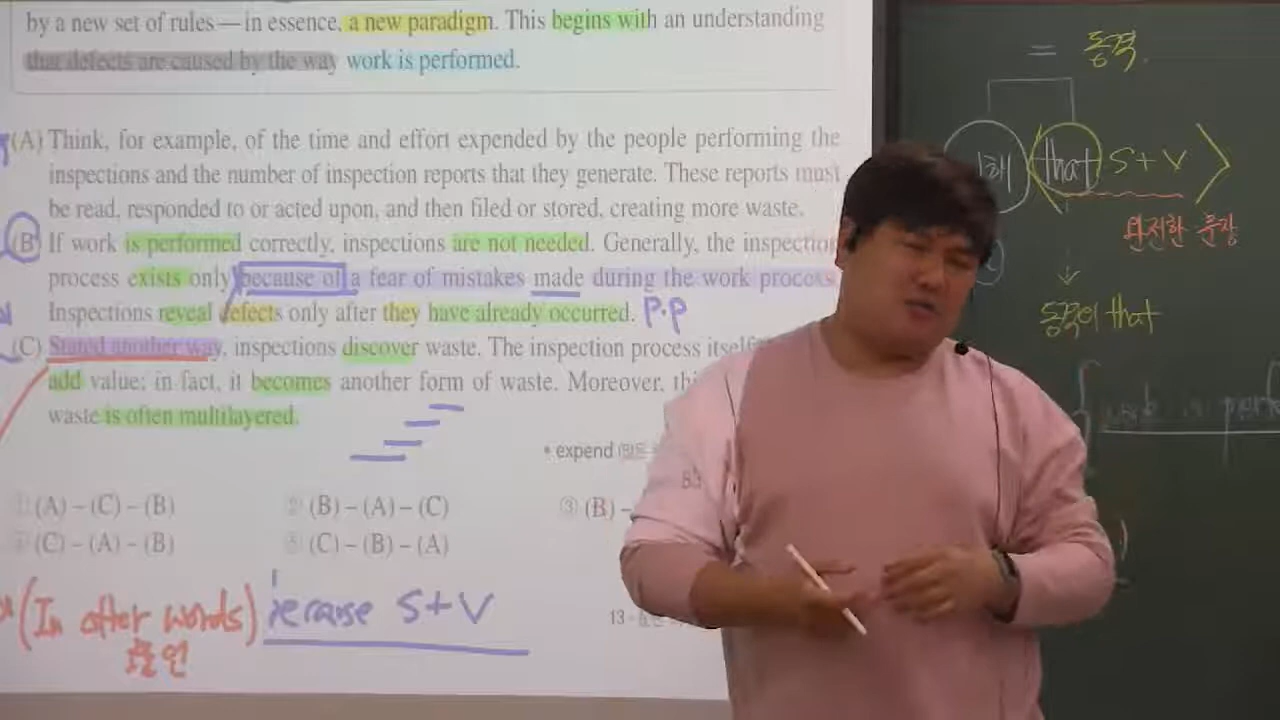 by a new set of rules — in essence, a new paradigm. This begins with an understanding
that defects are caused by the way work is performed.
(A) Think, for example, of the time and effort expended by the people performing the
inspections and the number of inspection reports that they generate. These reports must
be read, responded to or acted upon, and then filed or stored, creating more waste.
(B) If work is performed correctly, inspections are not needed. Generally, the inspection
process exists only because of a fear of mistakes made during the work process.
Inspections reveal defects only after they have already occurred. P.P
(C) Stated another way, inspections discover waste. The inspection process itself
add value; in fact, it becomes another form of waste. Moreover,
waste is often multilayered.
* expend
① (A) – (C) – (B)
② (B) – (A) – (C)
③ (B) –
④ (C) – (A) – (B)
⑤ (C) – (B) – (A)
(In other words) because S+V
13
= 동격
that S+V
완전한 문장
동격의 that